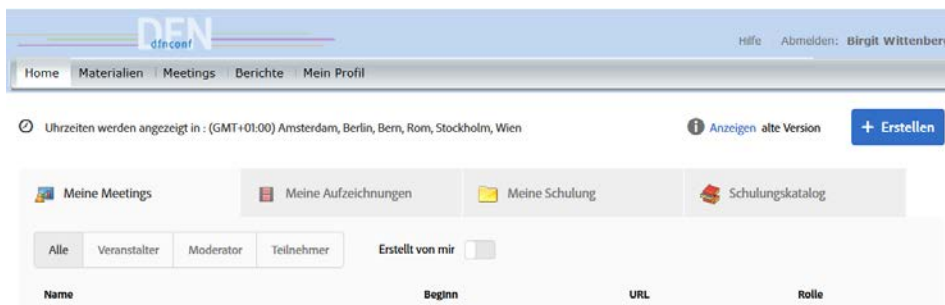 DFN
dfnconf
Hilfe Abmelden: Birgit Wittenberg
Home Materialien Meetings Berichte Mein Profil
Uhrzeiten werden angezeigt in : (GMT+01:00) Amsterdam, Berlin, Bern, Rom, Stockholm, Wien
Anzeigen alte Version
+ Erstellen
Meine Meetings Meine Aufzeichnungen Meine Schulung Schulungskatalog
Alle Veranstalter Moderator Teilnehmer Erstellt von mir
Name Beginn URL Rolle